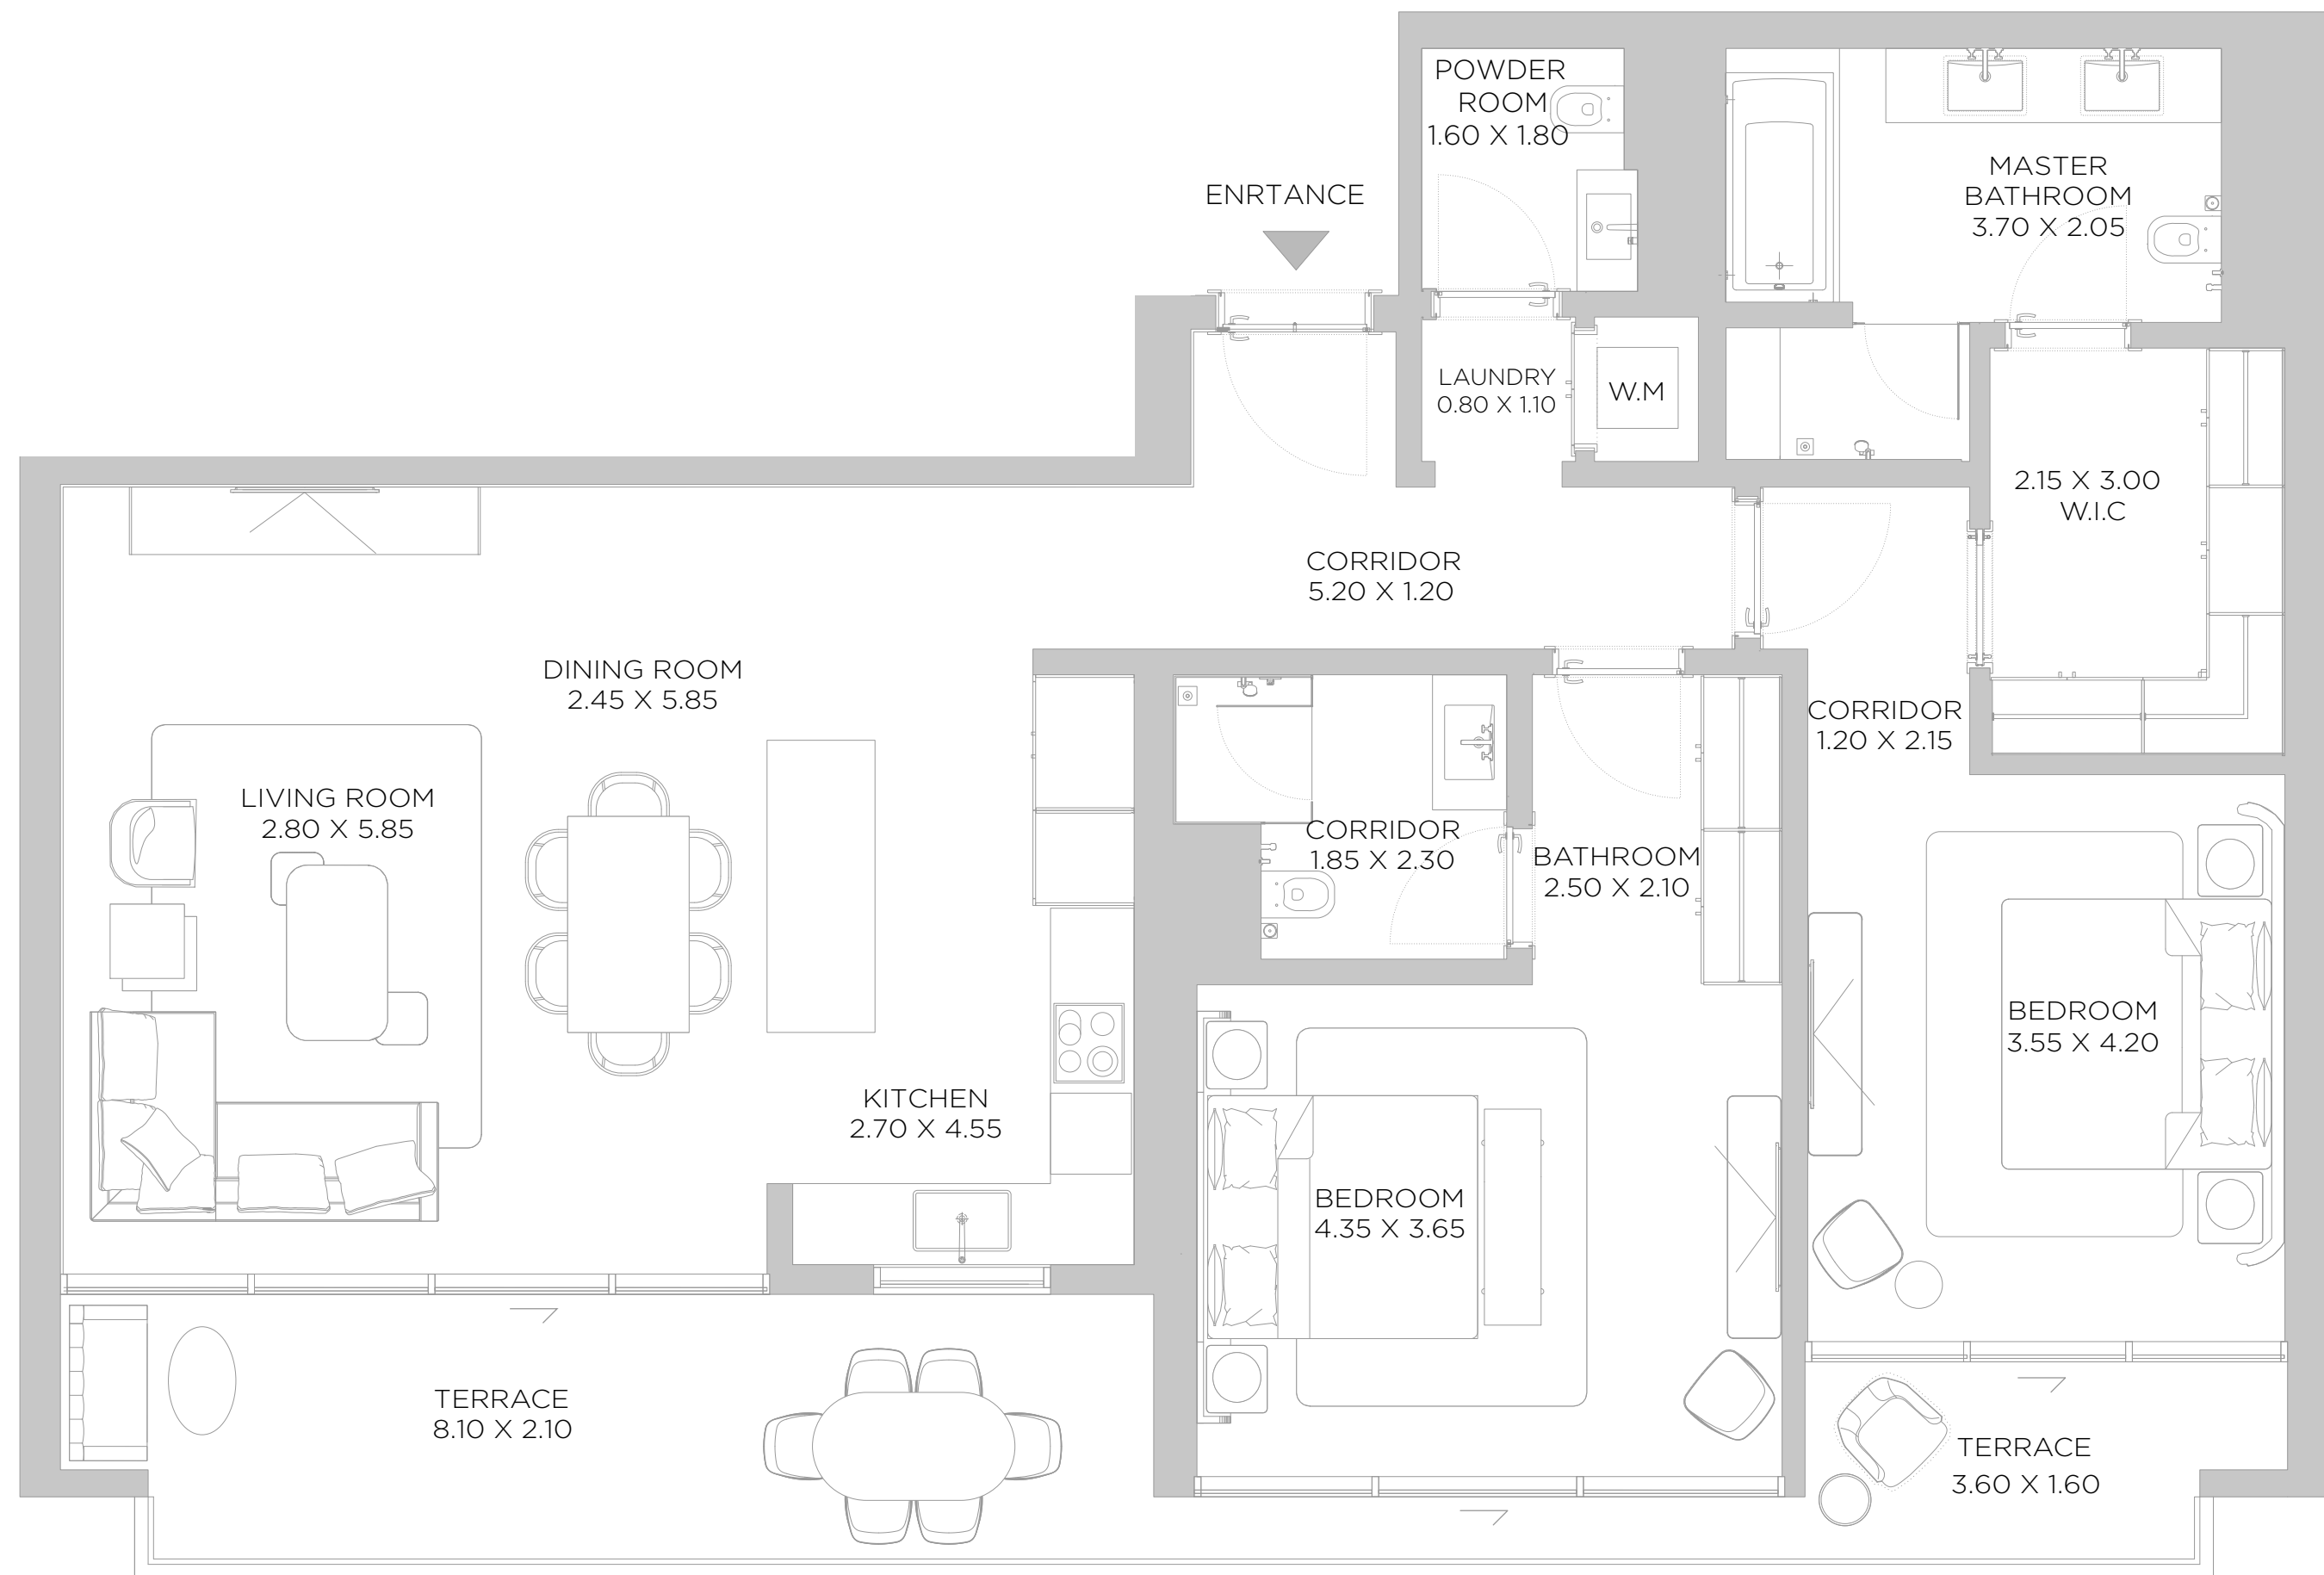 POWDER
ROOM
1.60 X 1.80
MASTER
BATHROOM
3.70 X 2.05
ENRTANCE
LAUNDRY
0.80 X 1.10
W.M
2.15 X 3.00
W.I.C
CORRIDOR
5.20 X 1.20
DINING ROOM
2.45 X 5.85
CORRIDOR
1.20 X 2.15
LIVING ROOM
2.80 X 5.85
CORRIDOR
1.85 X 2.30
BATHROOM
2.50 X 2.10
BEDROOM
3.55 X 4.20
KITCHEN
2.70 X 4.55
BEDROOM
4.35 X 3.65
TERRACE
8.10 X 2.10
TERRACE
3.60 X 1.60